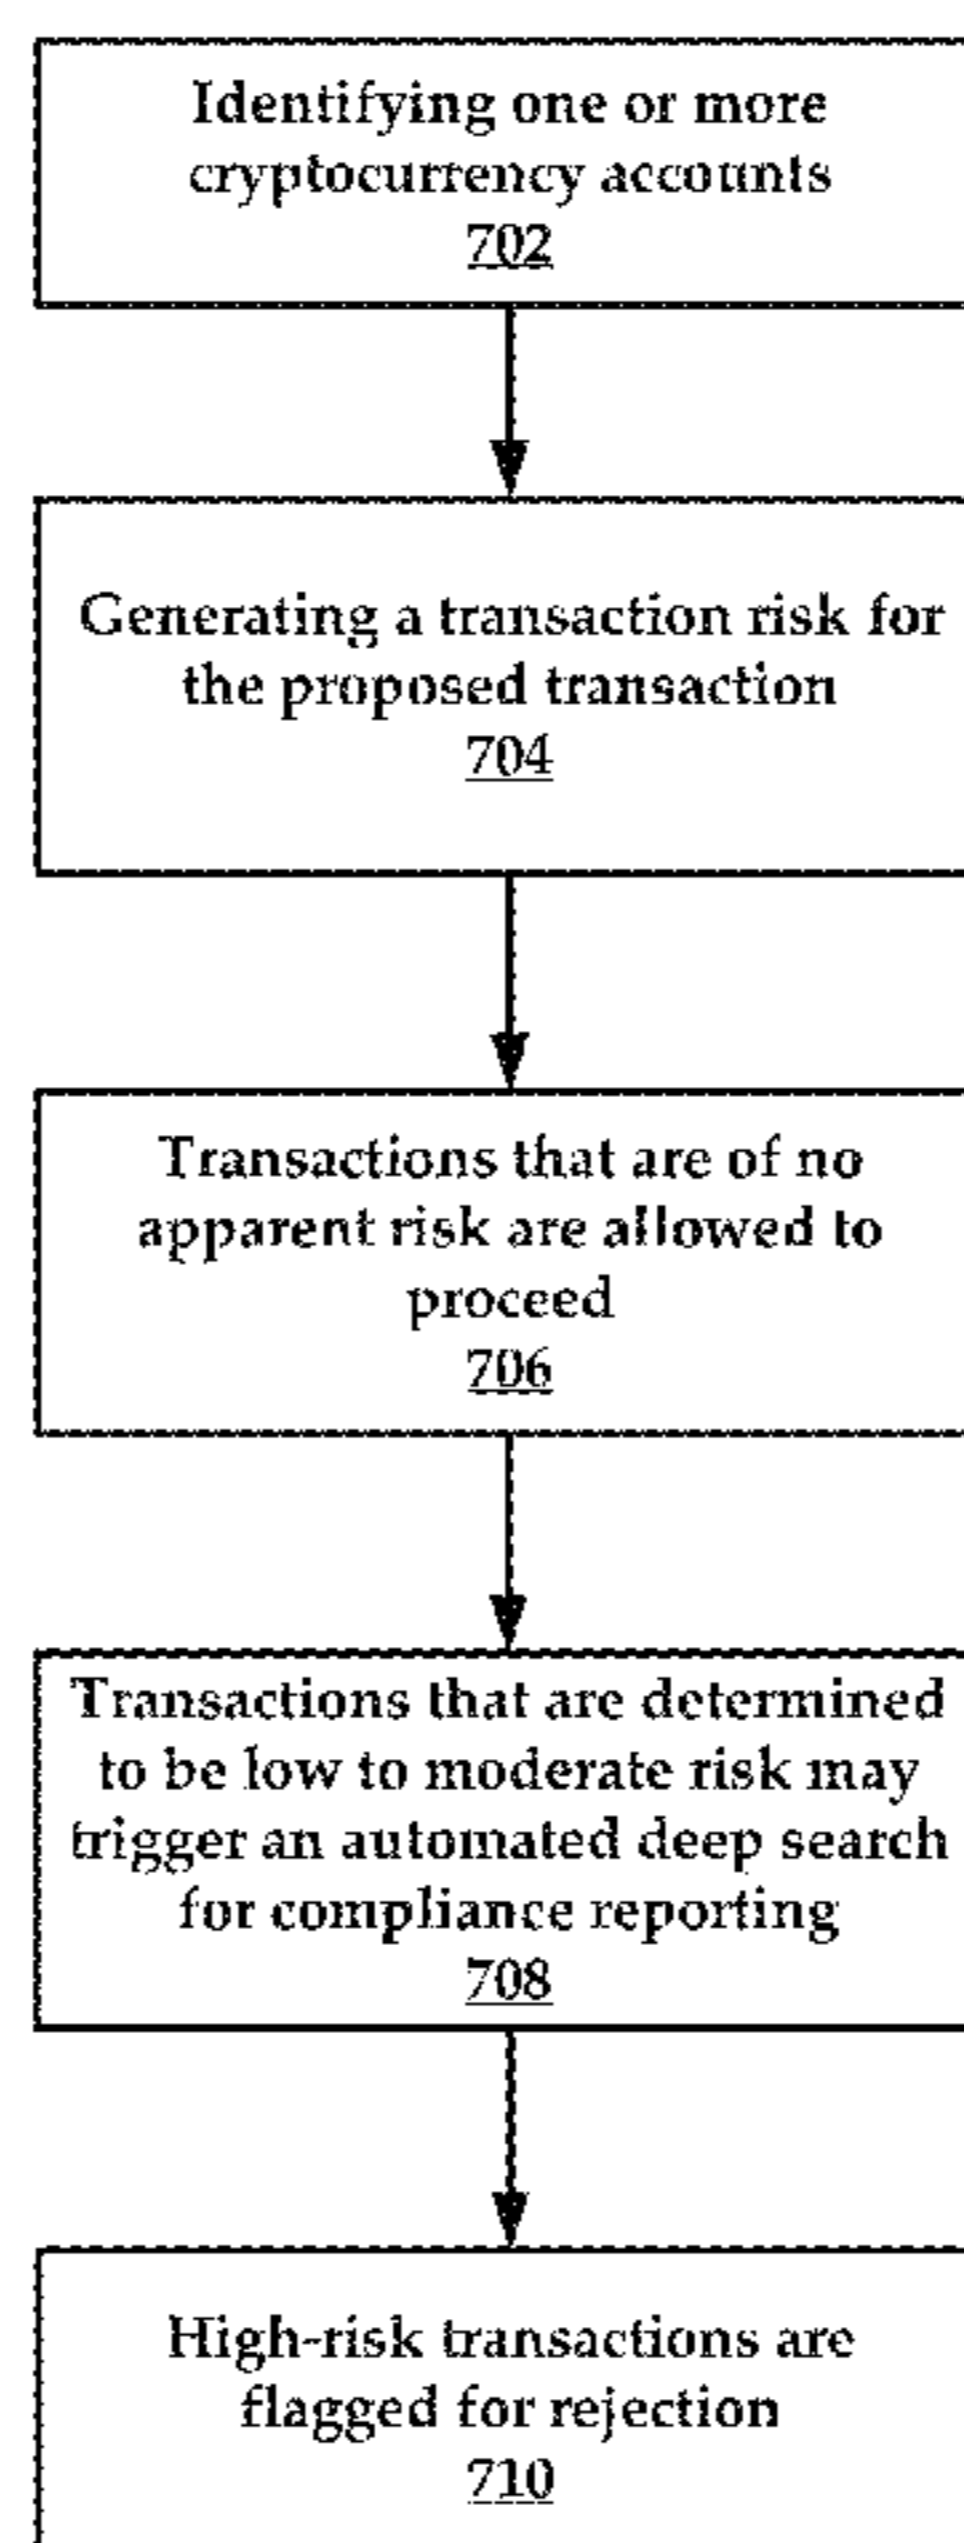 Identifying one or more
cryptocurrency accounts
702
Generating a transaction risk for
the proposed transaction
704
Transactions that are of no
apparent risk are allowed to
proceed
706
Transactions that are determined
to be low to moderate risk may
trigger an automated deep search
for compliance reporting
708
High-risk transactions are
flagged for rejection
710